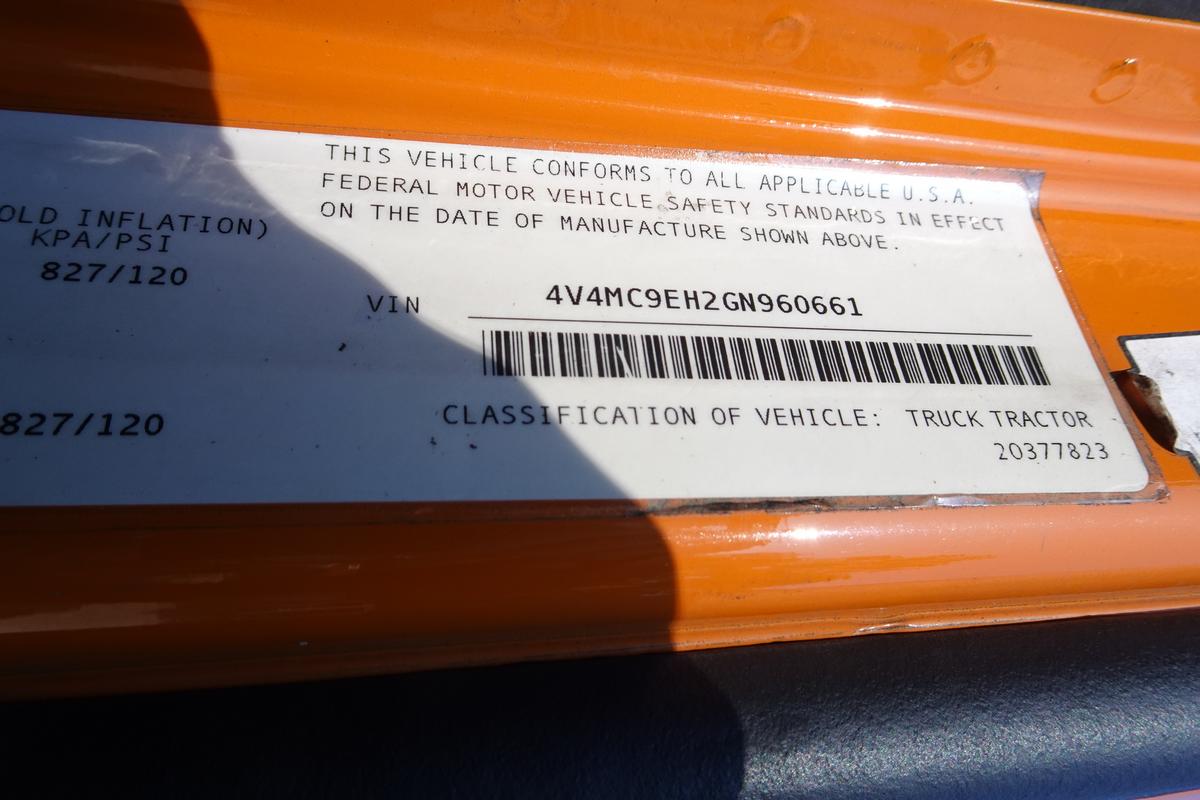 THIS VEHICLE CONFORMS TO ALL APPLICABLE U.S.A.
FEDERAL MOTOR VEHICLE SAFETY STANDARDS IN EFFECT
ON THE DATE OF MANUFACTURE SHOWN ABOVE.
OLD INFLATION)
KPA/PSI
827/120
VIN 4V4MC9EH2GN960661
827/120
CLASSIFICATION OF VEHICLE: TRUCK TRACTOR
20377823